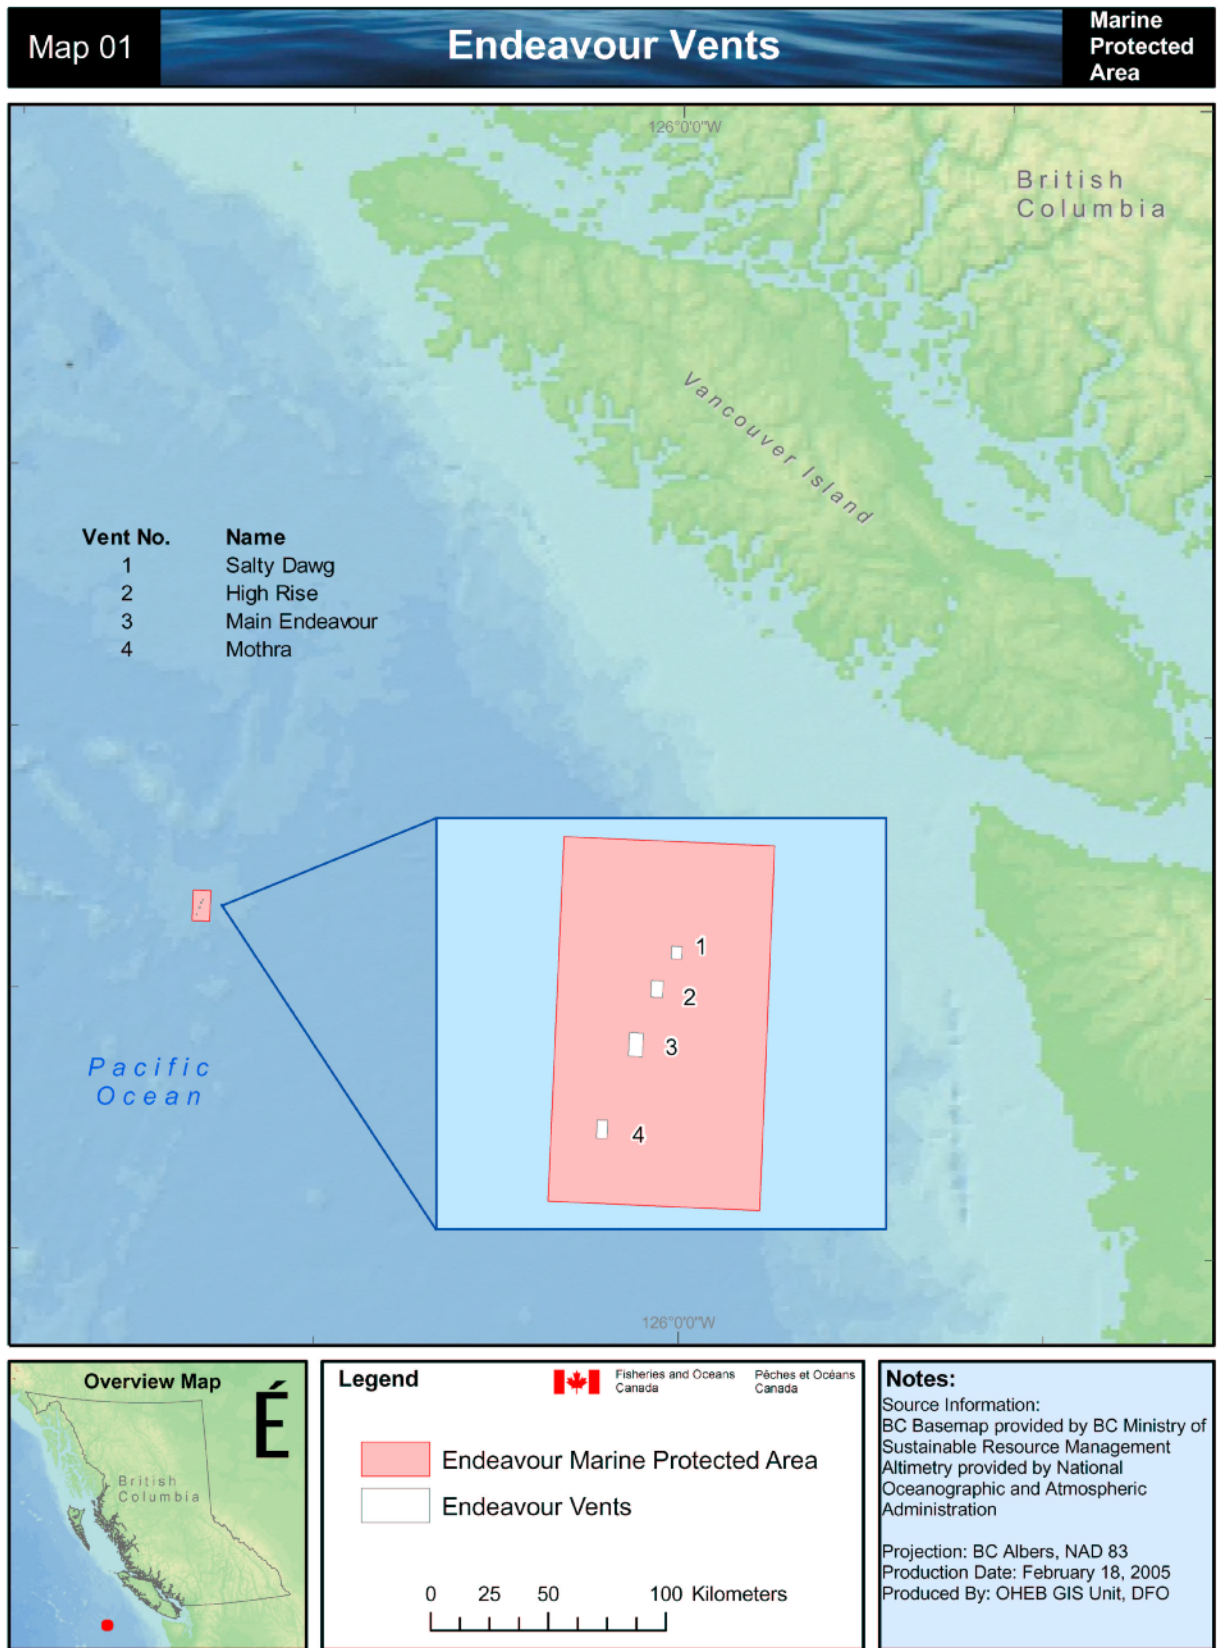 Map 01
Endeavour Vents
Marine
Protected
Area
126°0'0"W
British
Columbia
Vancouver Island
Vent No. Name
1 Salty Dawg
2 High Rise
3 Main Endeavour
4 Mothra
1
2
3
4
Pacific
Ocean
126°0'0"W
Overview Map
É
British
Columbia
Legend
Fisheries and Oceans
Canada
Pêches et Océans
Canada
Endeavour Marine Protected Area
Endeavour Vents
0 25 50 100 Kilometers
Notes:
Source Information:
BC Basemap provided by BC Ministry of
Sustainable Resource Management
Altimetry provided by National
Oceanographic and Atmospheric
Administration
Projection: BC Albers, NAD 83
Production Date: February 18, 2005
Produced By: OHEB GIS Unit, DFO